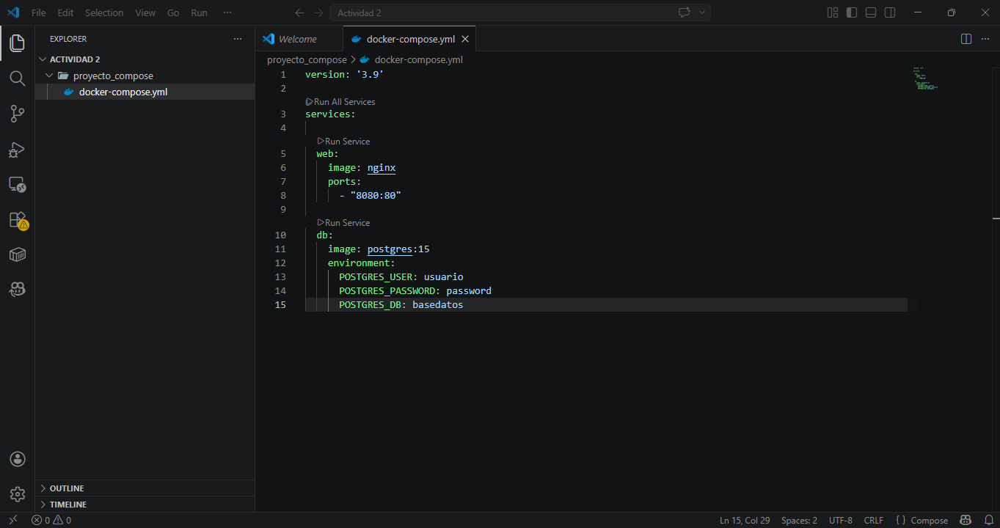 File Edit Selection View Go Run ··· Actividad 2
EXPLORER ···
Welcome
docker-compose.yml
ACTIVIDAD 2
proyecto_compose
docker-compose.yml
proyecto_compose > docker-compose.yml
1 version: '3.9'
2
Run All Services
3 services:
4
Run Service
5 web:
6 image: nginx
7 ports:
8 - "8080:80"
9
Run Service
10 db:
11 image: postgres:15
12 environment:
13 POSTGRES_USER: usuario
14 POSTGRES_PASSWORD: password
15 POSTGRES_DB: basedatos
OUTLINE
TIMELINE
0 0 Ln 15, Col 29 Spaces: 2 UTF-8 CRLF { } Compose